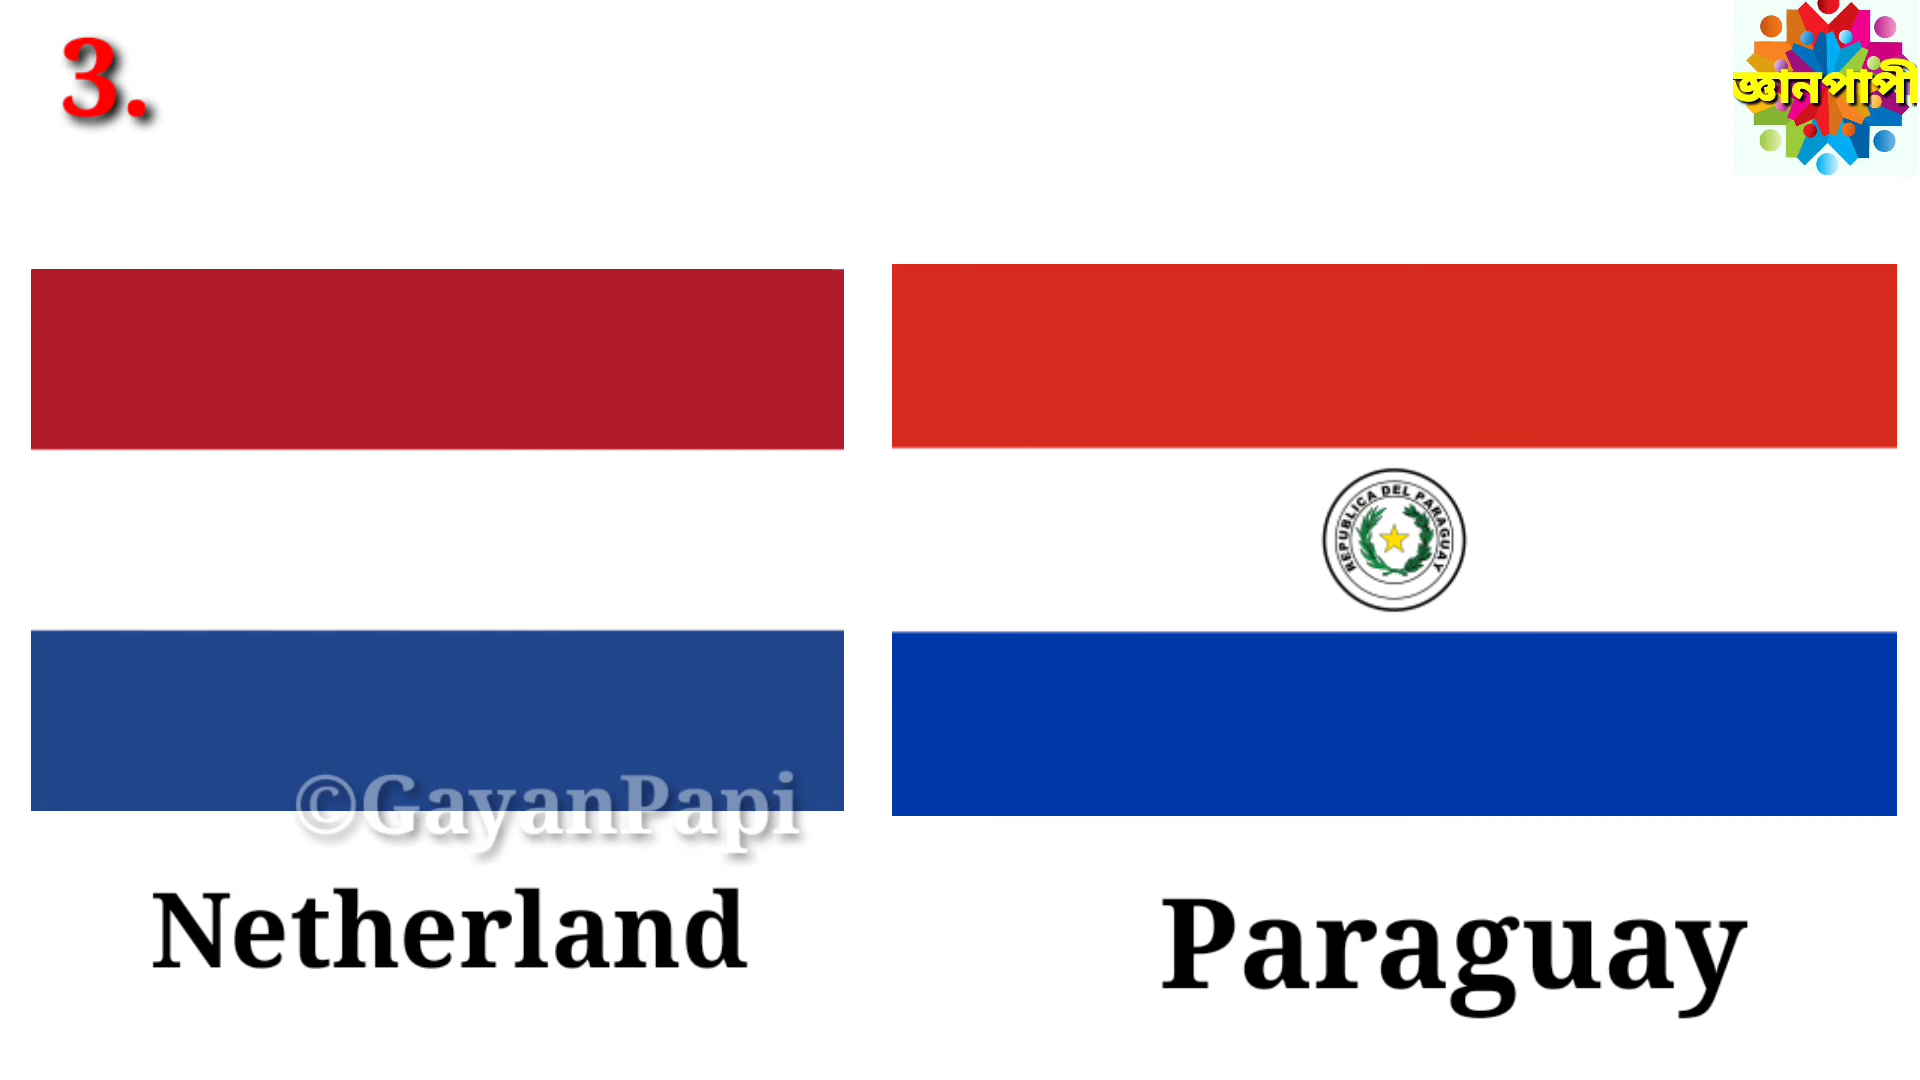 3.
জ্ঞানপাপী
REPUBLICA DEL PARAGUAY
©GayanPapi
Netherland
Paraguay